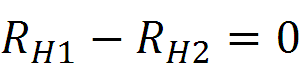 R_{H1} − R_{H2} = 0